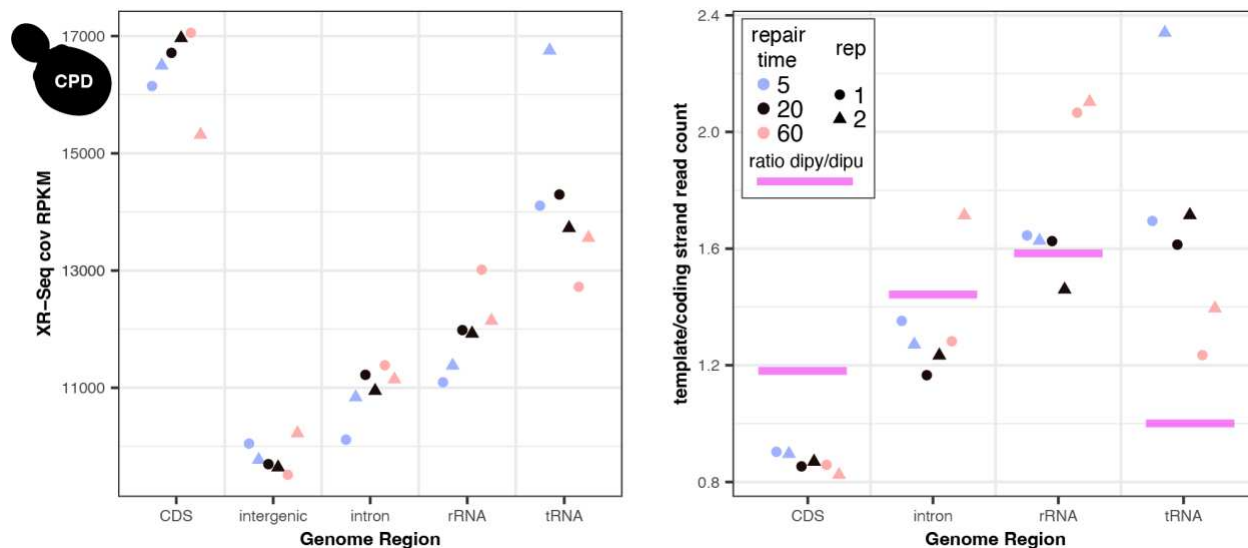 CPD
XR-Seq cov RPKM
17000
15000
13000
11000
CDS
intergenic
intron
rRNA
tRNA
Genome Region
template/coding strand read count
2.4
2.0
1.6
1.2
0.8
repair
time
5
20
60
rep
1
2
ratio dipy/dipu
CDS
intron
rRNA
tRNA
Genome Region